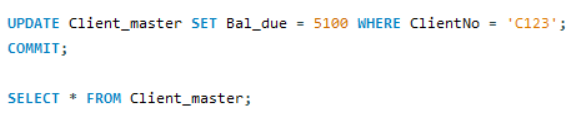 UPDATE Client_master SET Bal_due = 5100 WHERE ClientNo = 'C123';
COMMIT;
SELECT * FROM Client_master;